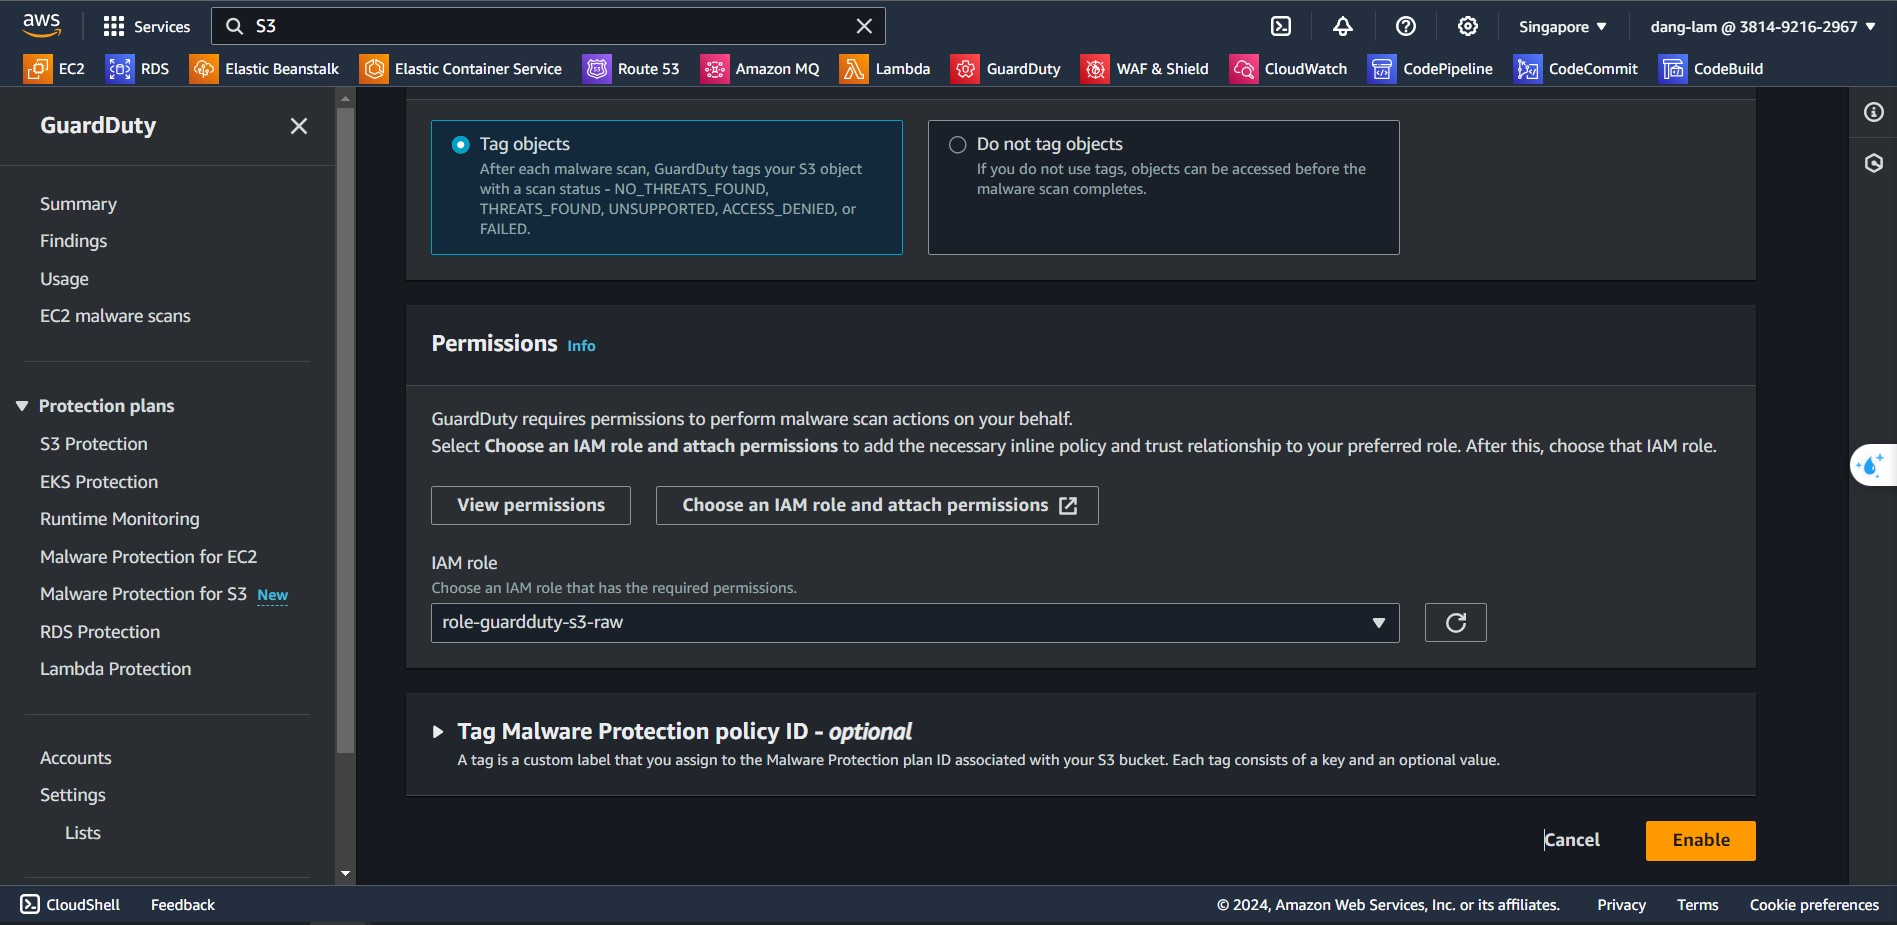 aws
Services
S3
Singapore
dang-lam @ 3814-9216-2967
EC2
RDS
Elastic Beanstalk
Elastic Container Service
Route 53
Amazon MQ
Lambda
GuardDuty
WAF & Shield
CloudWatch
CodePipeline
CodeCommit
CodeBuild
GuardDuty
Summary
Findings
Usage
EC2 malware scans
Protection plans
S3 Protection
EKS Protection
Runtime Monitoring
Malware Protection for EC2
Malware Protection for S3 New
RDS Protection
Lambda Protection
Accounts
Settings
Lists
Tag objects
After each malware scan, GuardDuty tags your S3 object
with a scan status - NO_THREATS_FOUND,
THREATS_FOUND, UNSUPPORTED, ACCESS_DENIED, or
FAILED.
Do not tag objects
If you do not use tags, objects can be accessed before the
malware scan completes.
Permissions Info
GuardDuty requires permissions to perform malware scan actions on your behalf.
Select Choose an IAM role and attach permissions to add the necessary inline policy and trust relationship to your preferred role. After this, choose that IAM role.
View permissions
Choose an IAM role and attach permissions
IAM role
Choose an IAM role that has the required permissions.
role-guardduty-s3-raw
Tag Malware Protection policy ID - optional
A tag is a custom label that you assign to the Malware Protection plan ID associated with your S3 bucket. Each tag consists of a key and an optional value.
Cancel
Enable
CloudShell
Feedback
© 2024, Amazon Web Services, Inc. or its affiliates.
Privacy
Terms
Cookie preferences